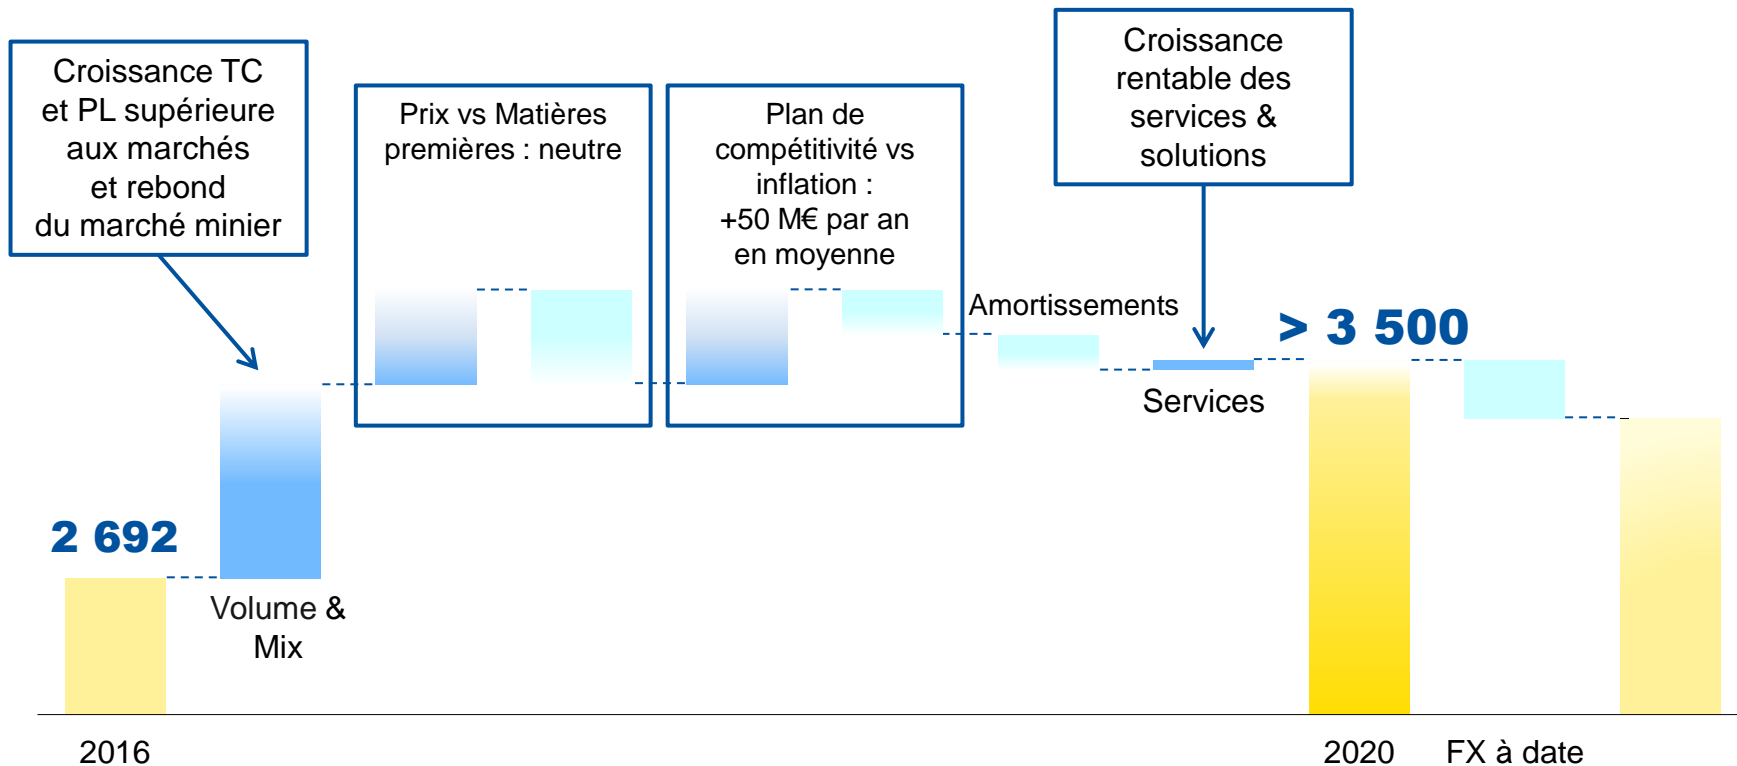 Croissance TC
et PL supérieure
aux marchés
et rebond
du marché minier
Prix vs Matières
premières : neutre
Plan de
compétitivité vs
inflation :
+50 M€ par an
en moyenne
Croissance
rentable des
services &
solutions
Amortissements
> 3 500
Services
2 692
Volume &
Mix
2016
2020
FX à date